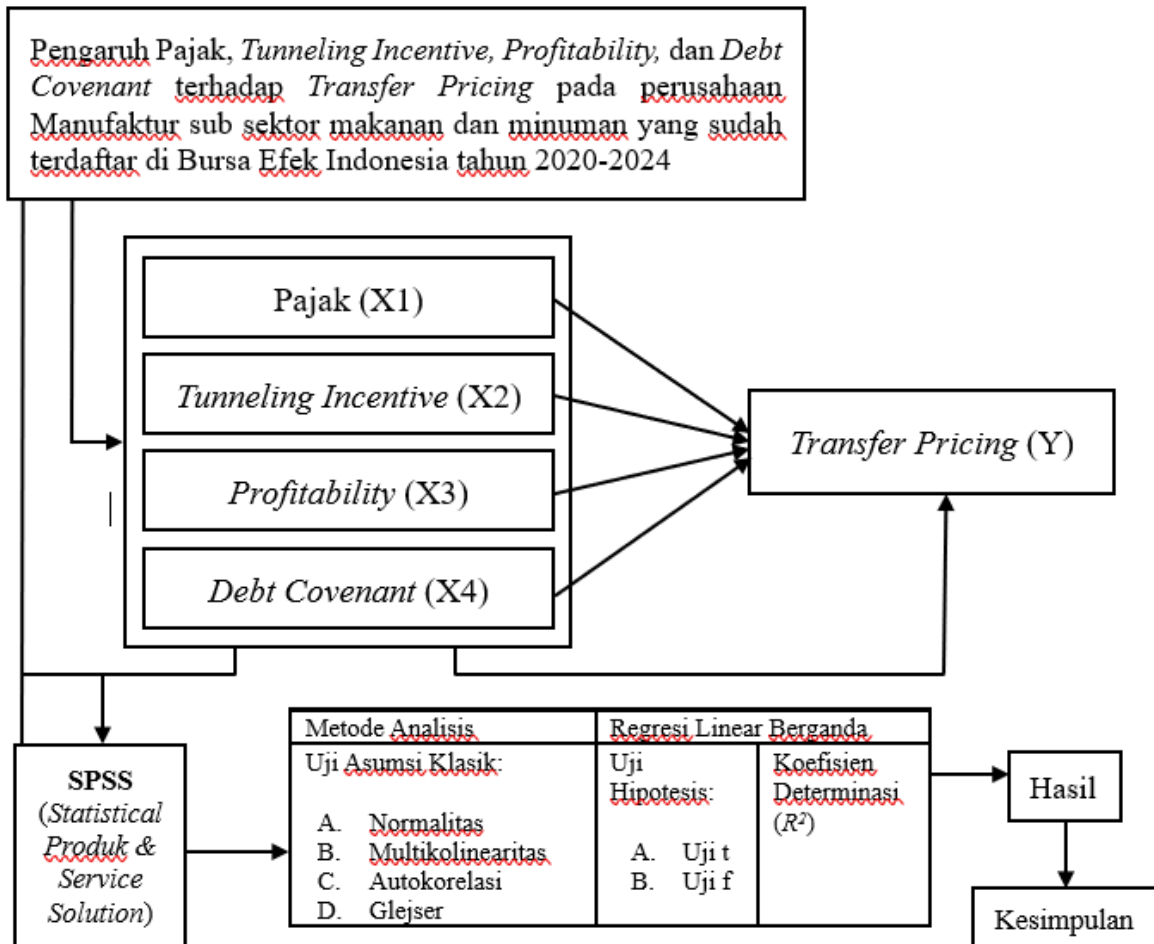 Pengaruh Pajak, Tunneling Incentive, Profitability, dan Debt
Covenant terhadap Transfer Pricing pada perusahaan
Manufaktur sub sektor makanan dan minuman yang sudah
terdaftar di Bursa Efek Indonesia tahun 2020-2024
Pajak (X1)
Tunneling Incentive (X2)
Profitability (X3)
Debt Covenant (X4)
Transfer Pricing (Y)
SPSS
(Statistical
Produk &
Service
Solution)
Metode Analisis
Uji Asumsi Klasik:
A. Normalitas
B. Multikolinearitas
C. Autokorelasi
D. Glejser
Regresi Linear Berganda
Uji
Hipotesis:
A. Uji t
B. Uji f
Koefisien
Determinasi
(R²)
Hasil
Kesimpulan